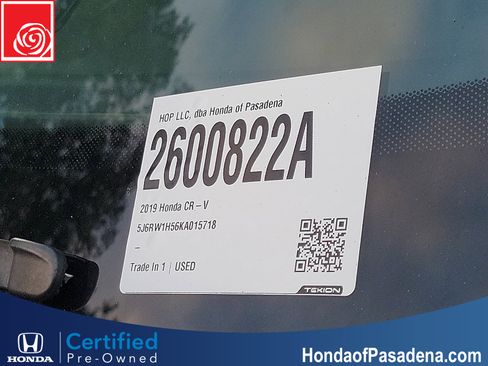 HOP LLC, dba Honda of Pasadena
2600822A
2019 Honda CR-V
5J6RW1H56KA015718
–
Trade In 1 | USED
TEKION
HONDA
Certified
Pre-Owned
HondaofPasadena.com